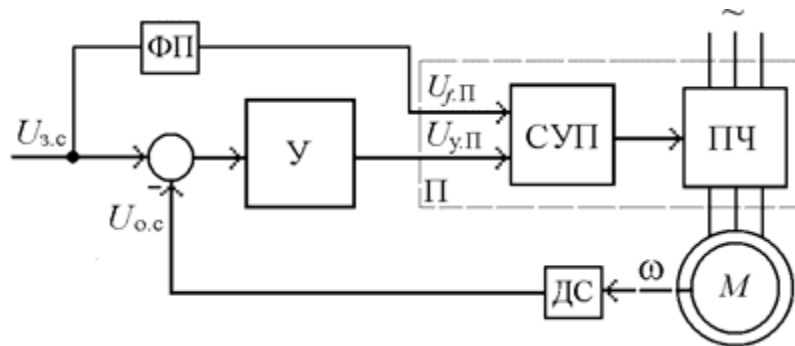 ~
ФП
U_f.П
U_з.с
У
U_у.П
СУП
ПЧ
П
U_о.с
ω
ДС
М